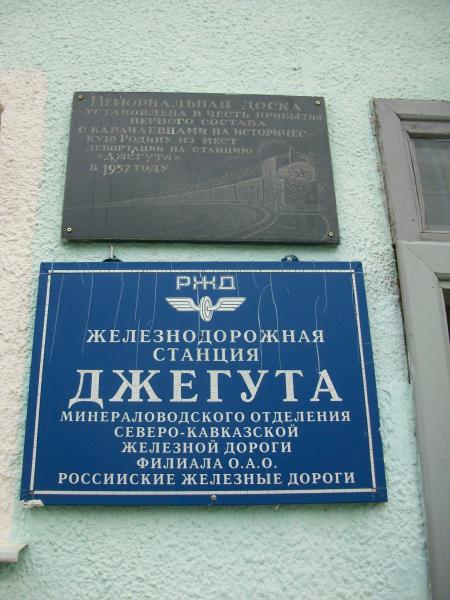 Мемориальная доска
установлена в честь прибытия
первого состава
с карачаевцами на историчес-
кую Родину из мест
депортации на станцию
«Джегута»
в 1957 году
РЖД
ЖЕЛЕЗНОДОРОЖНАЯ
СТАНЦИЯ
ДЖЕГУТА
МИНЕРАЛОВОДСКОГО ОТДЕЛЕНИЯ
СЕВЕРО-КАВКАЗСКОЙ
ЖЕЛЕЗНОЙ ДОРОГИ
ФИЛИАЛА О.А.О.
РОССИИСКИЕ ЖЕЛЕЗНЫЕ ДОРОГИ